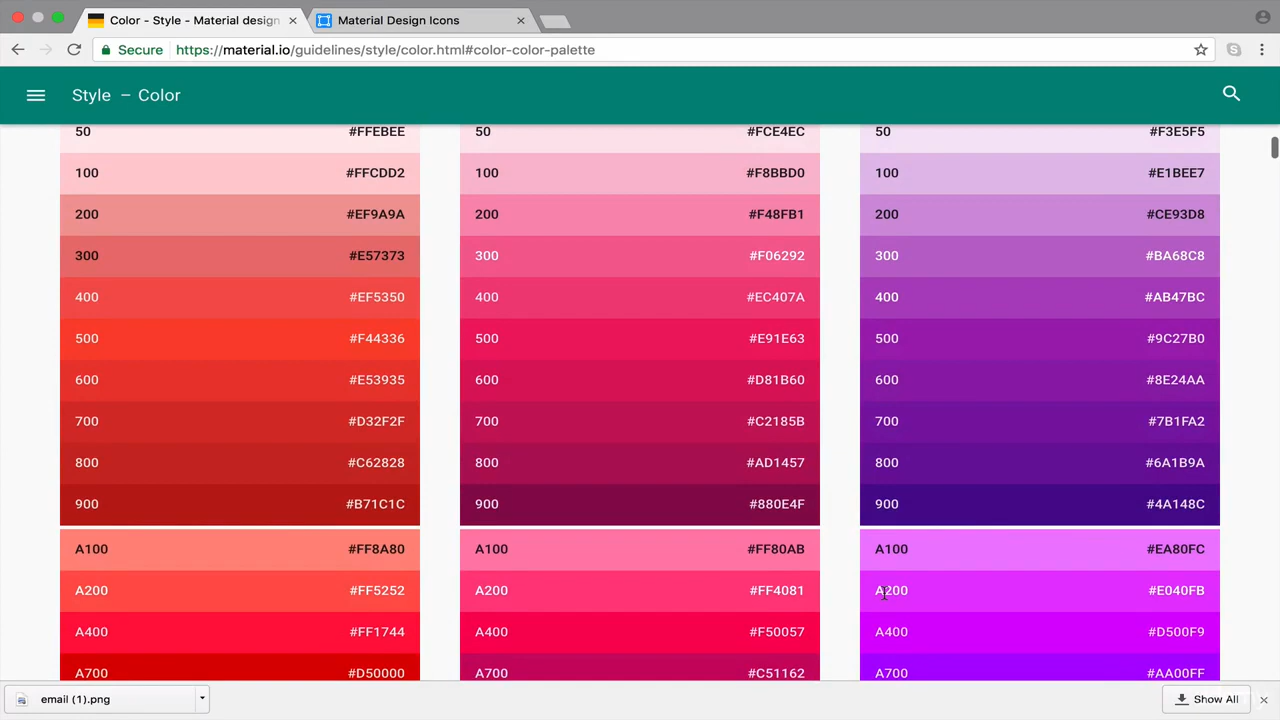 Color - Style - Material design
Material Design Icons
Secure https://material.io/guidelines/style/color.html#color-color-palette
Style – Color
50 #FFEBEE 50 #FCE4EC 50 #F3E5F5
100 #FFCDD2 100 #F8BBD0 100 #E1BEE7
200 #EF9A9A 200 #F48FB1 200 #CE93D8
300 #E57373 300 #F06292 300 #BA68C8
400 #EF5350 400 #EC407A 400 #AB47BC
500 #F44336 500 #E91E63 500 #9C27B0
600 #E53935 600 #D81B60 600 #8E24AA
700 #D32F2F 700 #C2185B 700 #7B1FA2
800 #C62828 800 #AD1457 800 #6A1B9A
900 #B71C1C 900 #880E4F 900 #4A148C
A100 #FF8A80 A100 #FF80AB A100 #EA80FC
A200 #FF5252 A200 #FF4081 A200 #E040FB
A400 #FF1744 A400 #F50057 A400 #D500F9
A700 #D50000 A700 #C51162 A700 #AA00FF
email (1).png
Show All